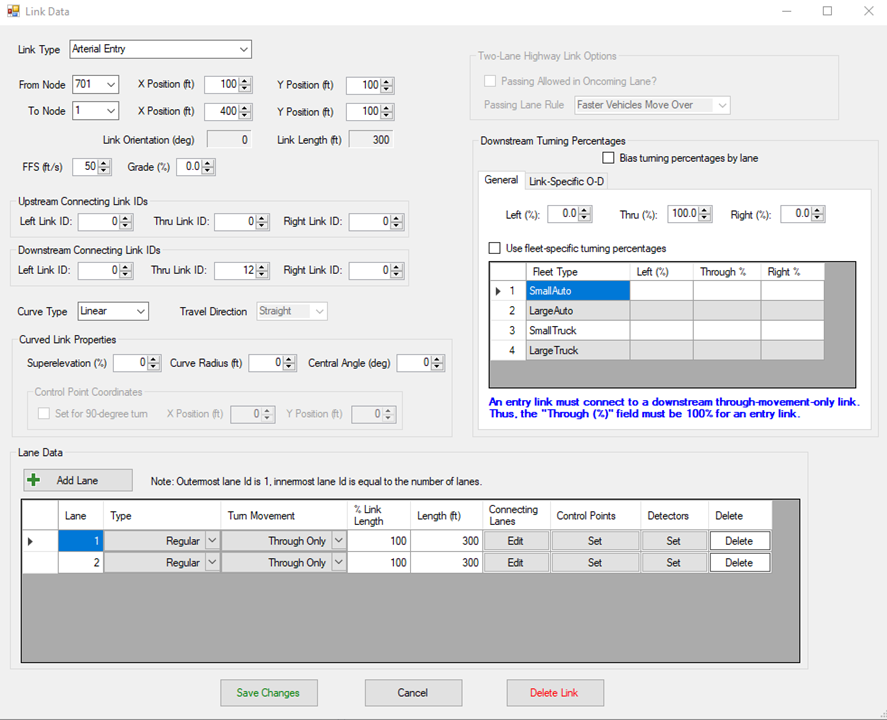 Link Data
Link Type Arterial Entry
From Node 701 X Position (ft) 100 Y Position (ft) 100
To Node 1 X Position (ft) 400 Y Position (ft) 100
Link Orientation (deg) 0 Link Length (ft) 300
FFS (ft/s) 50 Grade (%) 0.0
Upstream Connecting Link IDs
Left Link ID: 0 Thru Link ID: 0 Right Link ID: 0
Downstream Connecting Link IDs
Left Link ID: 0 Thru Link ID: 12 Right Link ID: 0
Curve Type Linear Travel Direction Straight
Curved Link Properties
Superelevation (%) 0 Curve Radius (ft) 0 Central Angle (deg) 0
Control Point Coordinates
Set for 90-degree turn X Position (ft) 0 Y Position (ft) 0
Two-Lane Highway Link Options
Passing Allowed in Oncoming Lane?
Passing Lane Rule Faster Vehicles Move Over
Downstream Turning Percentages
Bias turning percentages by lane
General Link-Specific O-D
Left (%): 0.0 Thru (%): 100.0 Right (%): 0.0
Use fleet-specific turning percentages
Fleet Type Left (%) Through % Right %
1 SmallAuto
2 LargeAuto
3 SmallTruck
4 LargeTruck
An entry link must connect to a downstream through-movement-only link.
Thus, the "Through (%)" field must be 100% for an entry link.
Lane Data
Add Lane Note: Outermost lane Id is 1, innermost lane Id is equal to the number of lanes.
Lane Type Turn Movement % Link Length Length (ft) Connecting Lanes Control Points Detectors Delete
1 Regular Through Only 100 300 Edit Set Set Delete
2 Regular Through Only 100 300 Edit Set Set Delete
Save Changes Cancel Delete Link